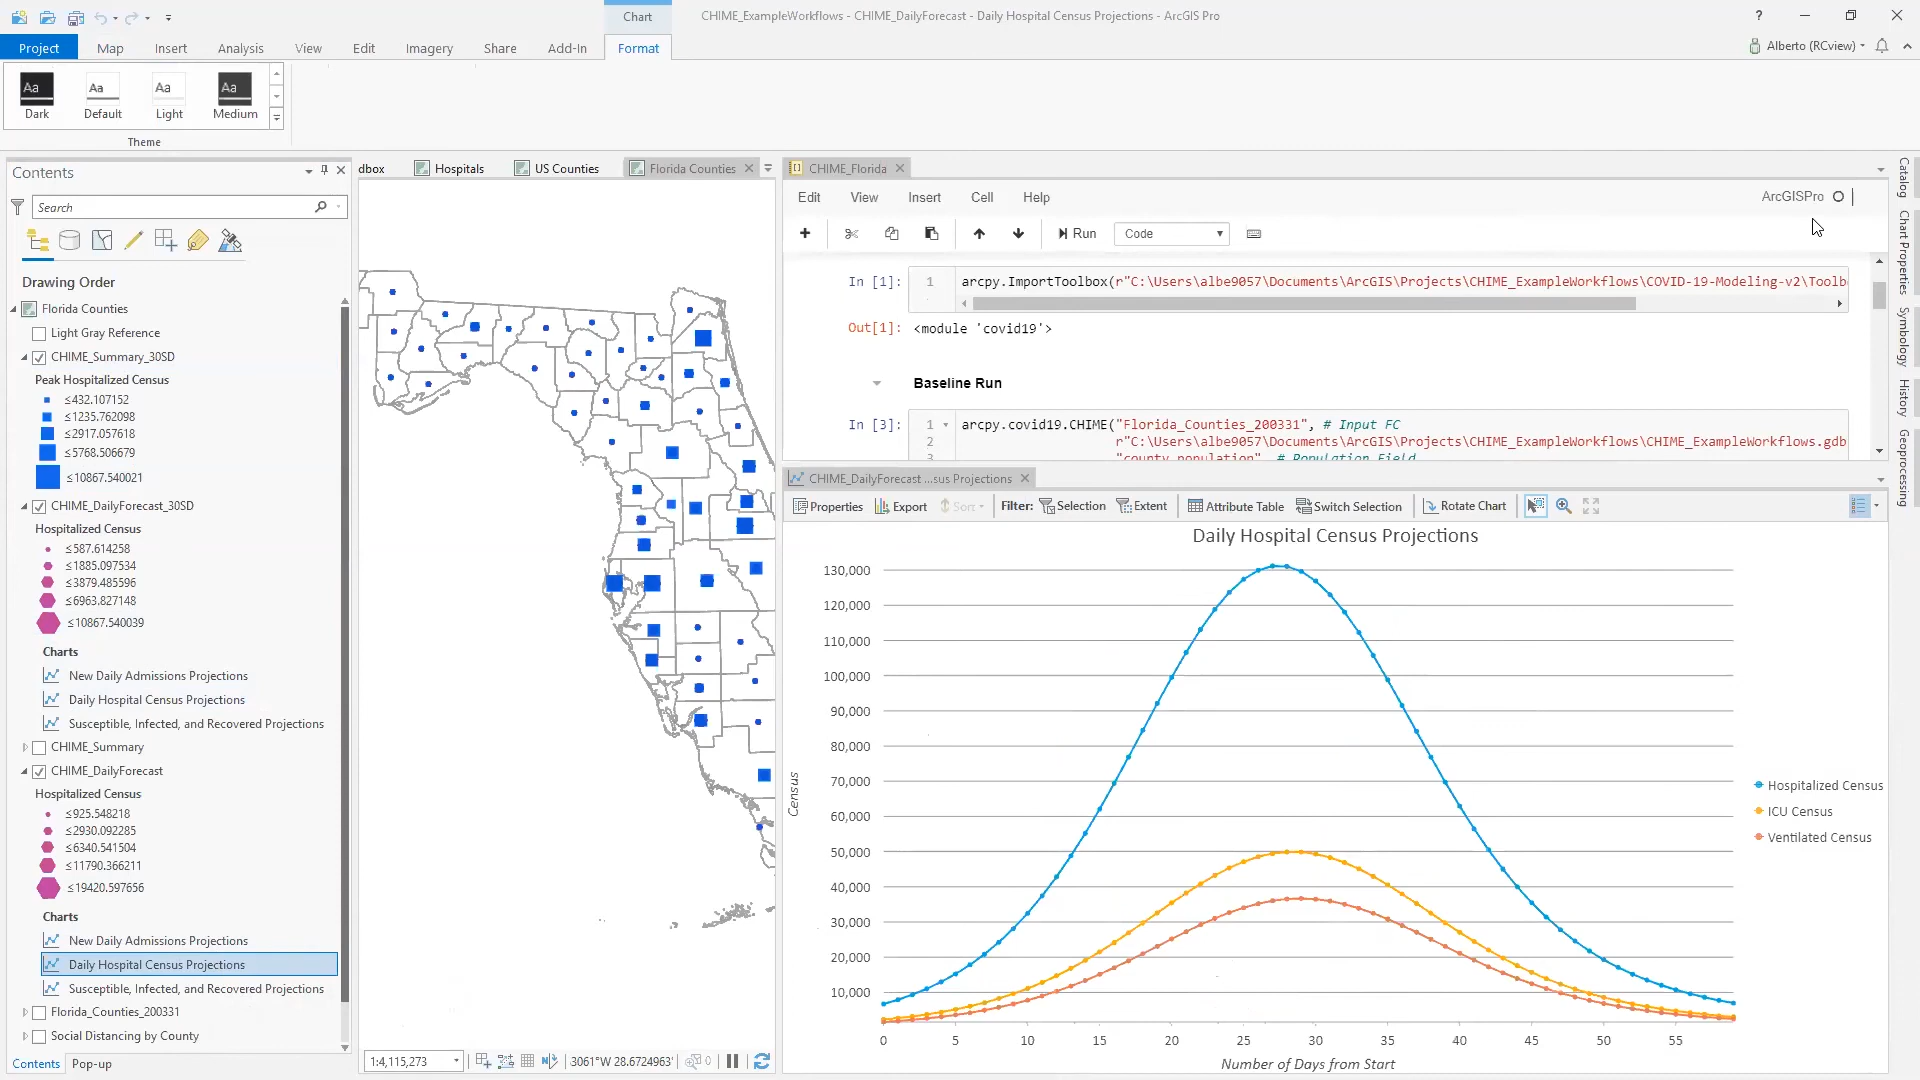 Chart
CHIME_ExampleWorkflows - CHIME_DailyForecast - Daily Hospital Census Projections - ArcGIS Pro
?
Project Map Insert Analysis View Edit Imagery Share Add-In Format
Alberto (RCview)
Aa Aa Aa Aa
Dark Default Light Medium
Theme
Contents
Search
Drawing Order
Florida Counties
Light Gray Reference
CHIME_Summary_30SD
Peak Hospitalized Census
≤432.107152
≤1235.762098
≤2917.057618
≤5768.506679
≤10867.540021
CHIME_DailyForecast_30SD
Hospitalized Census
≤587.614258
≤1885.097534
≤3879.485596
≤6963.827148
≤10867.540039
Charts
New Daily Admissions Projections
Daily Hospital Census Projections
Susceptible, Infected, and Recovered Projections
CHIME_Summary
CHIME_DailyForecast
Hospitalized Census
≤925.548218
≤2930.092285
≤6340.541504
≤11790.366211
≤19420.597656
Charts
New Daily Admissions Projections
Daily Hospital Census Projections
Susceptible, Infected, and Recovered Projections
Florida_Counties_200331
Social Distancing by County
Contents Pop-up
dbox Hospitals US Counties Florida Counties
1:4,115,273 3061°W 28.6724963' 0
CHIME_Florida
Edit View Insert Cell Help
ArcGISPro
Run Code
In [1]: 1 arcpy.ImportToolbox(r"C:\Users\albe9057\Documents\ArcGIS\Projects\CHIME_ExampleWorkflows\COVID-19-Modeling-v2\Toolb
Out[1]: <module 'covid19'>
Baseline Run
In [3]: 1 arcpy.covid19.CHIME("Florida_Counties_200331", # Input FC
2 r"C:\Users\albe9057\Documents\ArcGIS\Projects\CHIME_ExampleWorkflows\CHIME_ExampleWorkflows.gdb
3 "county_population", # Population Field
CHIME_DailyForecast ...sus Projections
Properties Export Sort Filter: Selection Extent Attribute Table Switch Selection Rotate Chart
Daily Hospital Census Projections
130,000
120,000
110,000
100,000
90,000
80,000
70,000
60,000
50,000
40,000
30,000
20,000
10,000
Census
0 5 10 15 20 25 30 35 40 45 50 55
Number of Days from Start
Hospitalized Census
ICU Census
Ventilated Census
Catalog
Chart Properties
Symbology
History
Geoprocessing